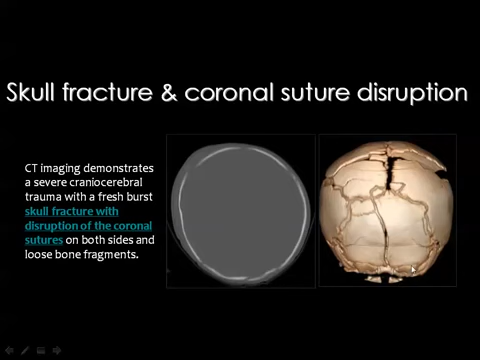 Skull fracture & coronal suture disruption
CT imaging demonstrates
a severe craniocerebral
trauma with a fresh burst
skull fracture with
disruption of the coronal
sutures on both sides and
loose bone fragments.